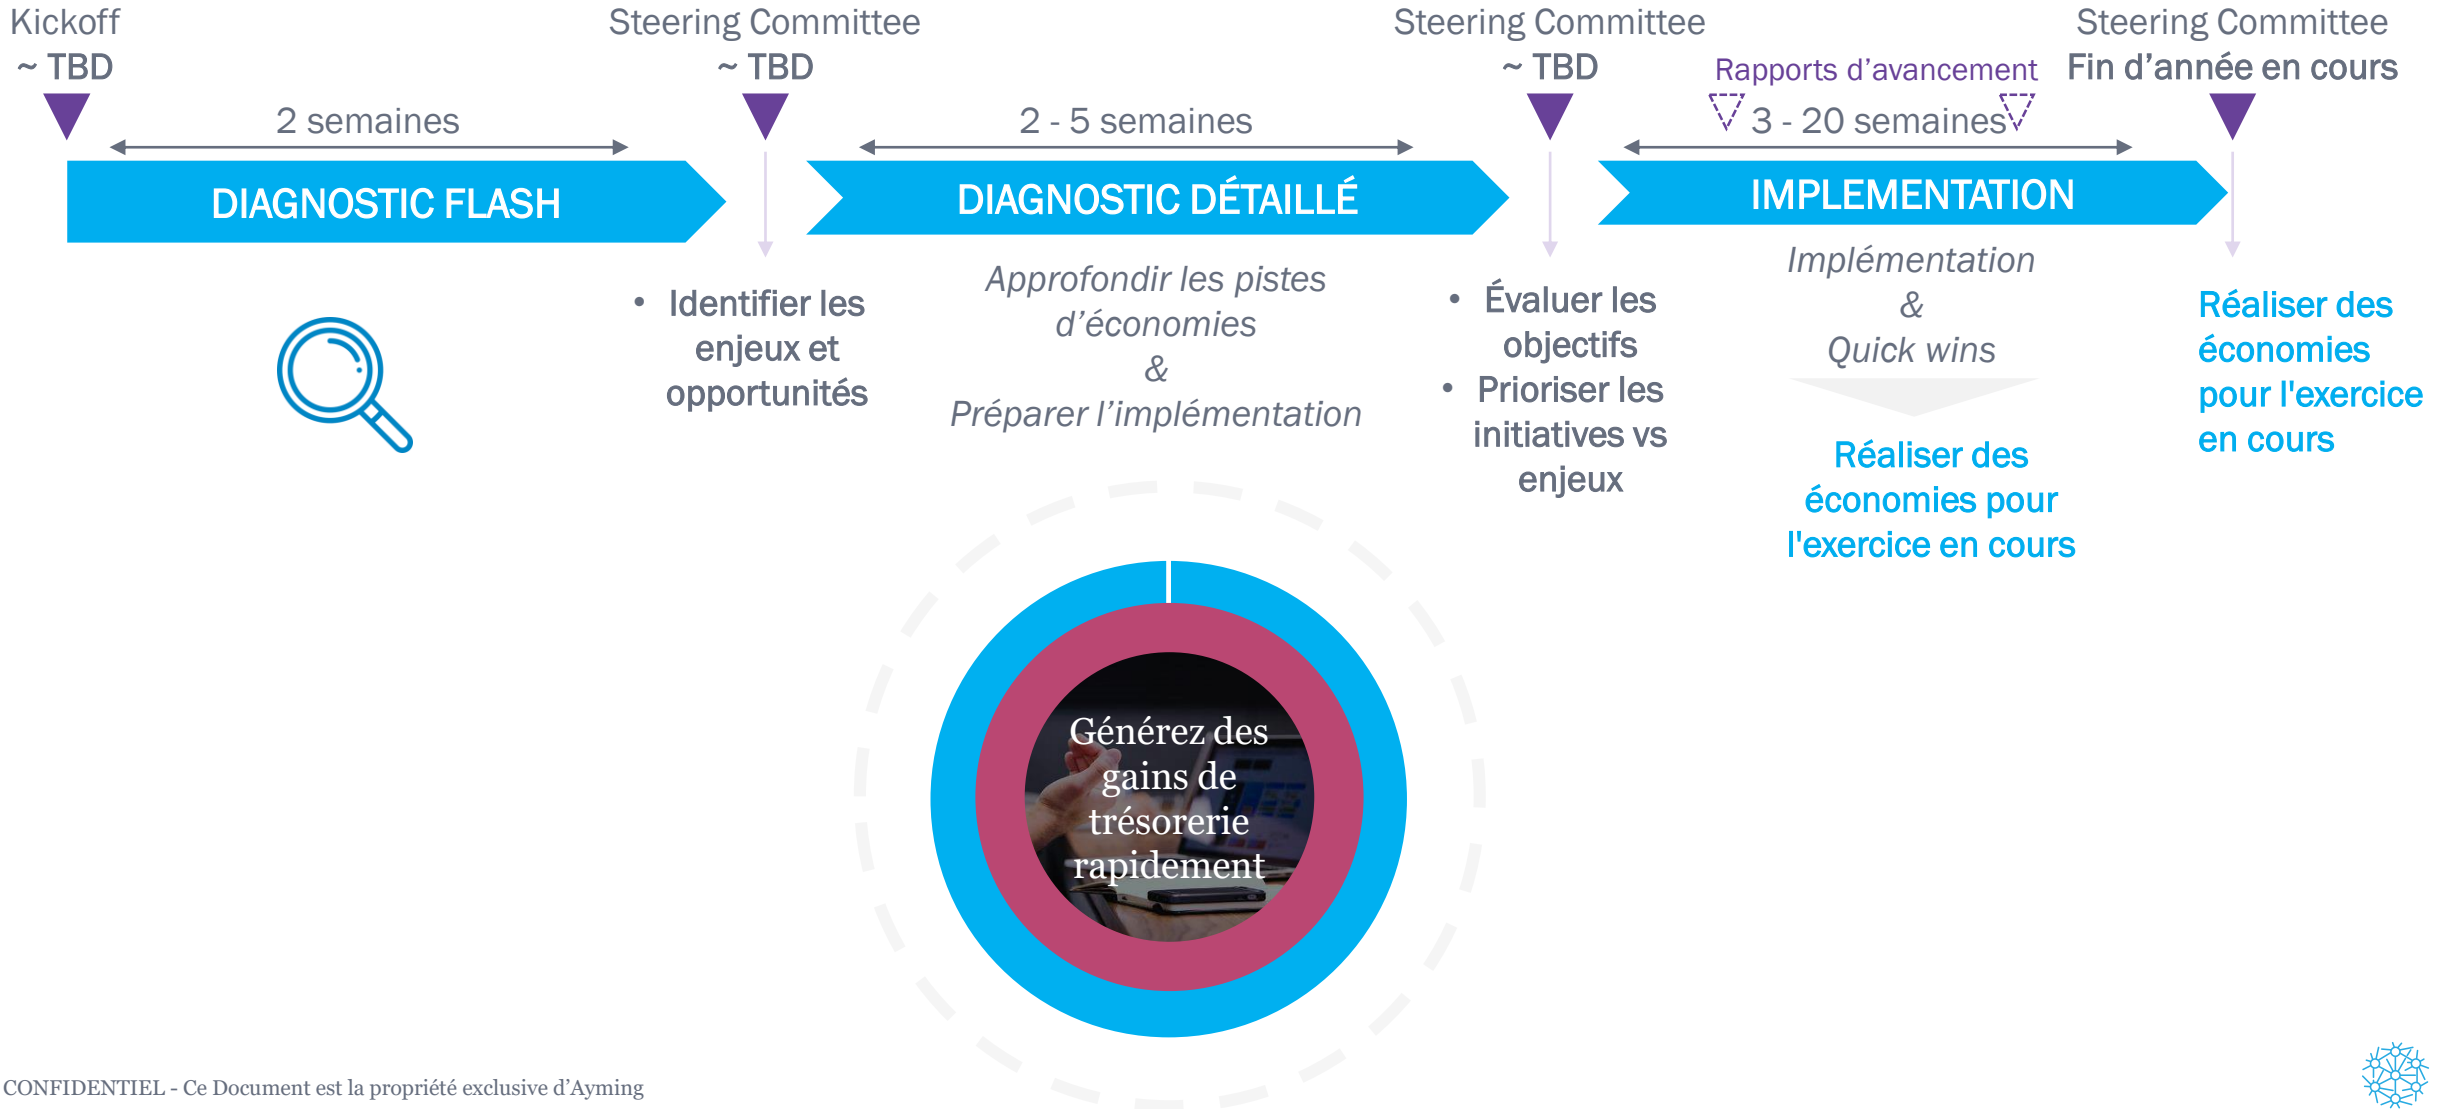 Kickoff
~ TBD
Steering Committee
~ TBD
Steering Committee
~ TBD
Rapports d’avancement
Steering Committee
Fin d’année en cours
2 semaines
2 - 5 semaines
3 - 20 semaines
DIAGNOSTIC FLASH
DIAGNOSTIC DÉTAILLÉ
IMPLEMENTATION
• Identifier les
enjeux et
opportunités
Approfondir les pistes
d’économies
&
Préparer l’implémentation
• Évaluer les
objectifs
• Prioriser les
initiatives vs
enjeux
Implémentation
&
Quick wins
Réaliser des
économies pour
l'exercice en cours
Réaliser des
économies
pour l'exercice
en cours
Générez des
gains de
trésorerie
rapidement
CONFIDENTIEL - Ce Document est la propriété exclusive d’Ayming